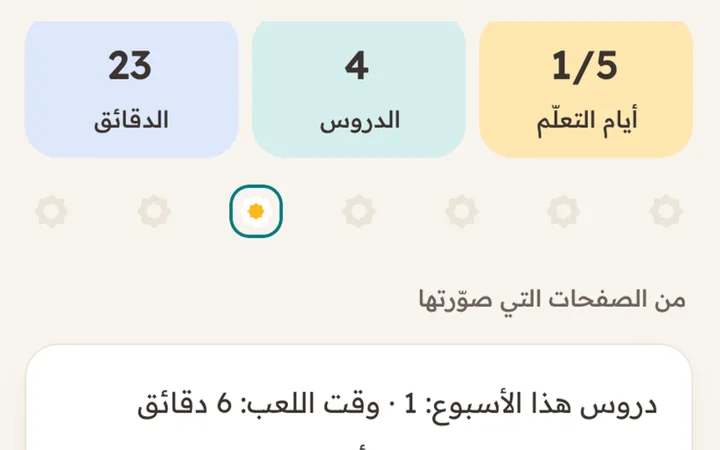 1/5
أيام التعلّم
4
الدروس
23
الدقائق
من الصفحات التي صوّرتها
دروس هذا الأسبوع: 1 · وقت اللعب: 6 دقائق